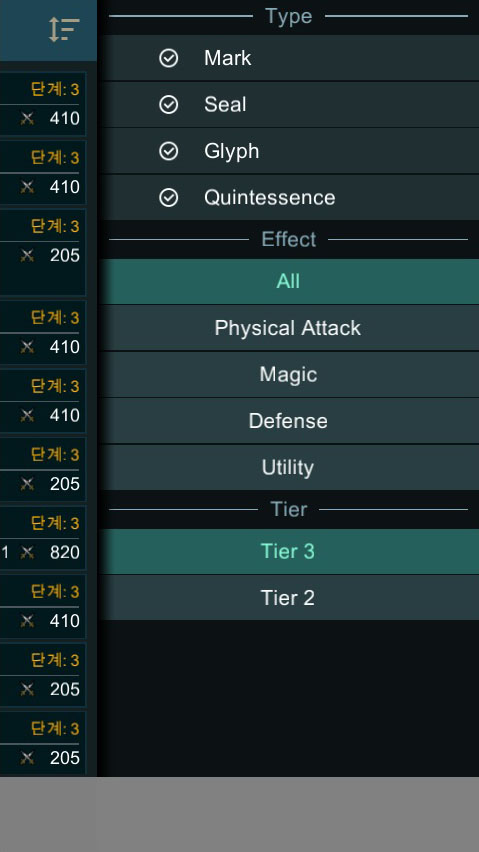 Type
Mark
Seal
Glyph
Quintessence
Effect
All
Physical Attack
Magic
Defense
Utility
Tier
Tier 3
Tier 2
단계: 3
410
단계: 3
410
단계: 3
205
단계: 3
410
단계: 3
410
단계: 3
205
단계: 3
1 820
단계: 3
410
단계: 3
205
단계: 3
205